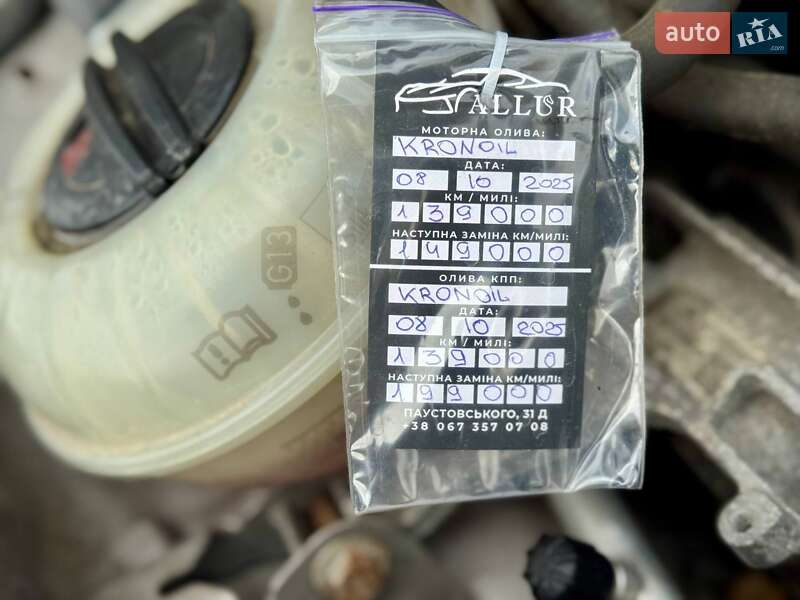 auto RIA.com
ALLUR
МОТОРНА ОЛИВА:
KRONOIL
ДАТА:
08 10 2025
КМ / МИЛІ:
139000
НАСТУПНА ЗАМІНА КМ/МИЛІ:
149000
ОЛИВА КПП:
KRONOIL
ДАТА:
08 10 2025
КМ / МИЛІ:
139000
НАСТУПНА ЗАМІНА КМ/МИЛІ:
199000
ПАУСТОВСЬКОГО, 31 Д
+38 067 357 07 08
G13